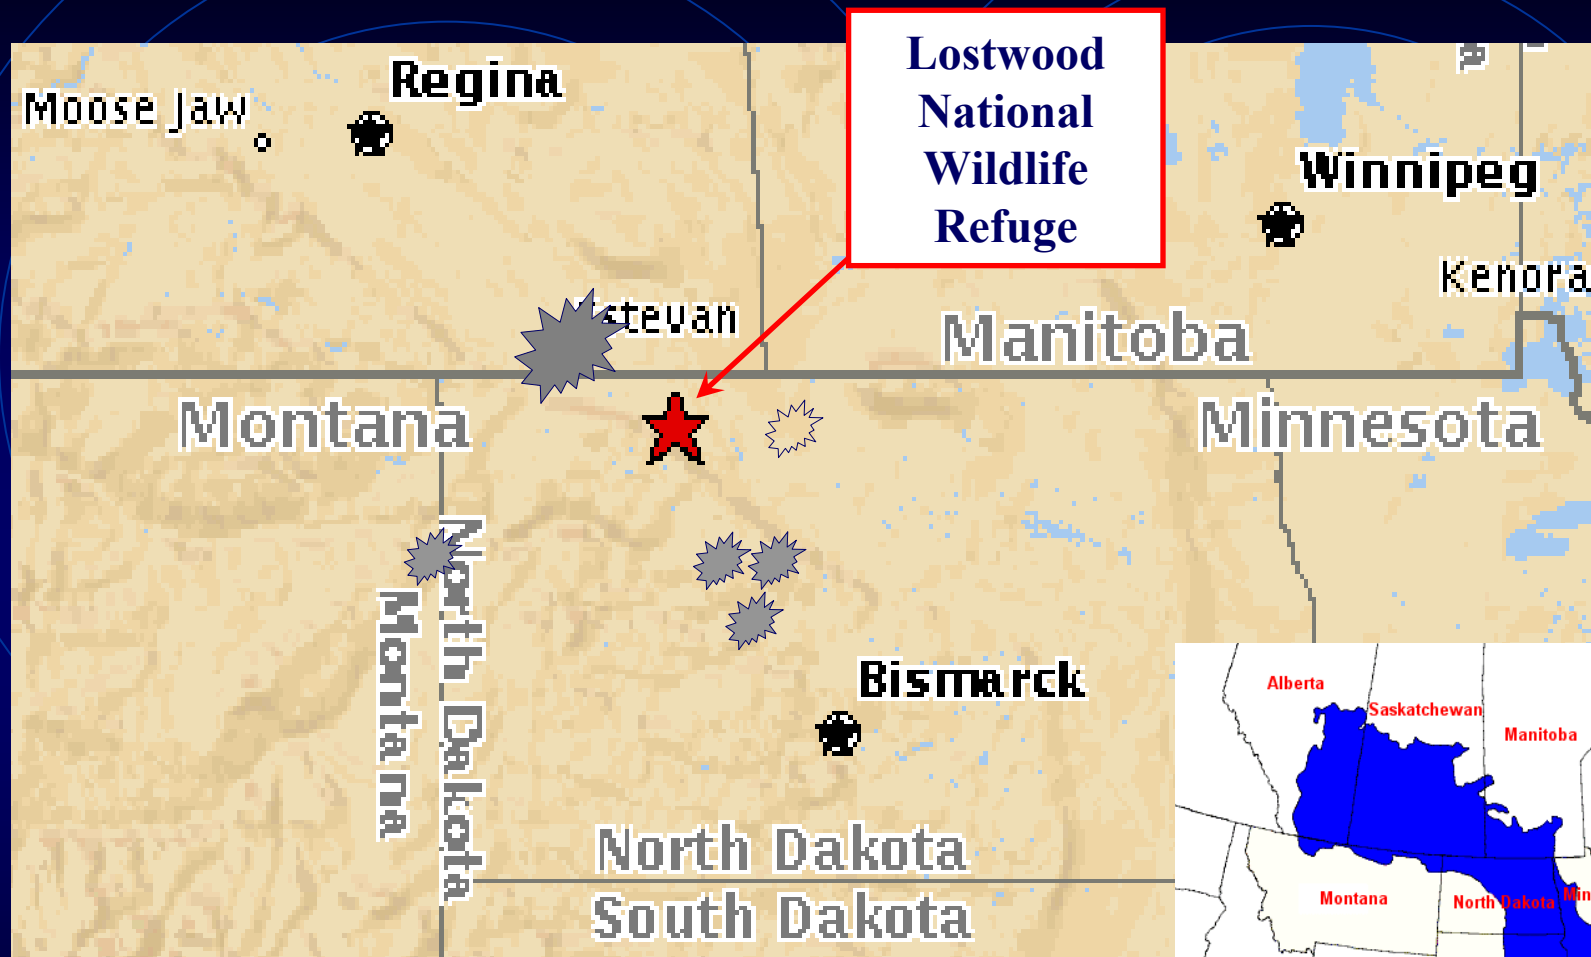 Lostwood
National
Wildlife
Refuge
Regina
Moose Jaw
Winnipeg
Kenora
stevan
Manitoba
Montana
Minnesota
North Dakota
Montana
Bismarck
North Dakota
South Dakota
Alberta
Saskatchewan
Manitoba
Montana
North Dakota
Min